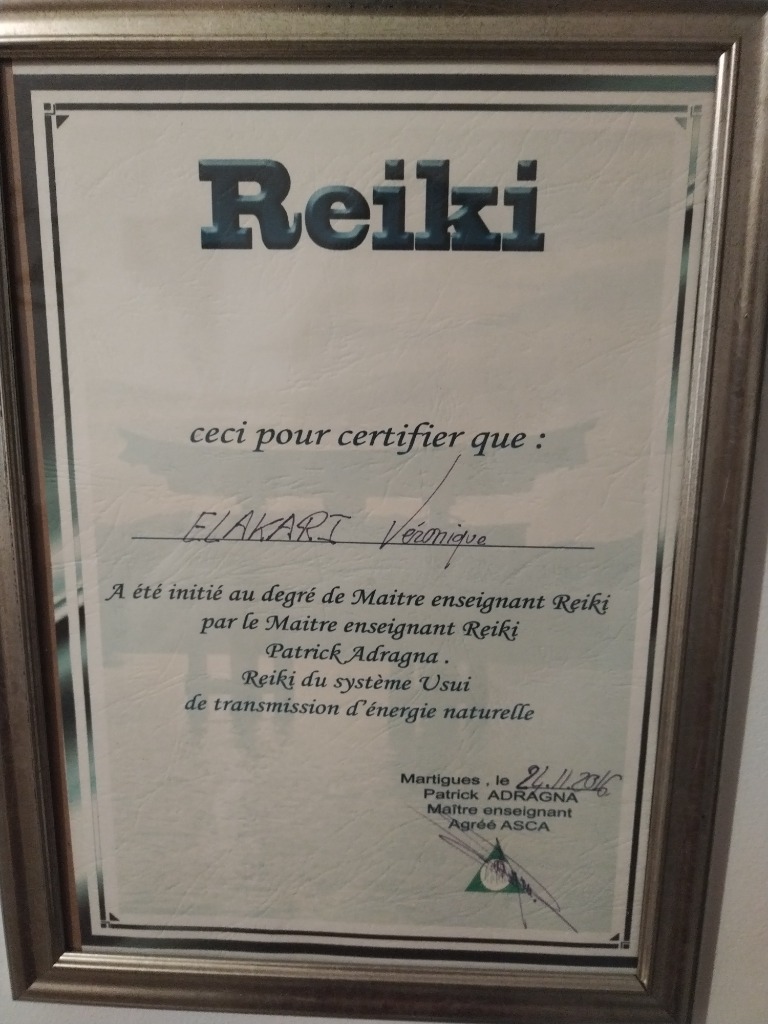 Reiki
ceci pour certifier que :
ELAKARI Véronique
A été initié au degré de Maitre enseignant Reiki
par le Maitre enseignant Reiki
Patrick Adragna .
Reiki du système Usui
de transmission d'énergie naturelle
Martigues , le 24.11.2016
Patrick ADRAGNA
Maître enseignant
Agréé ASCA